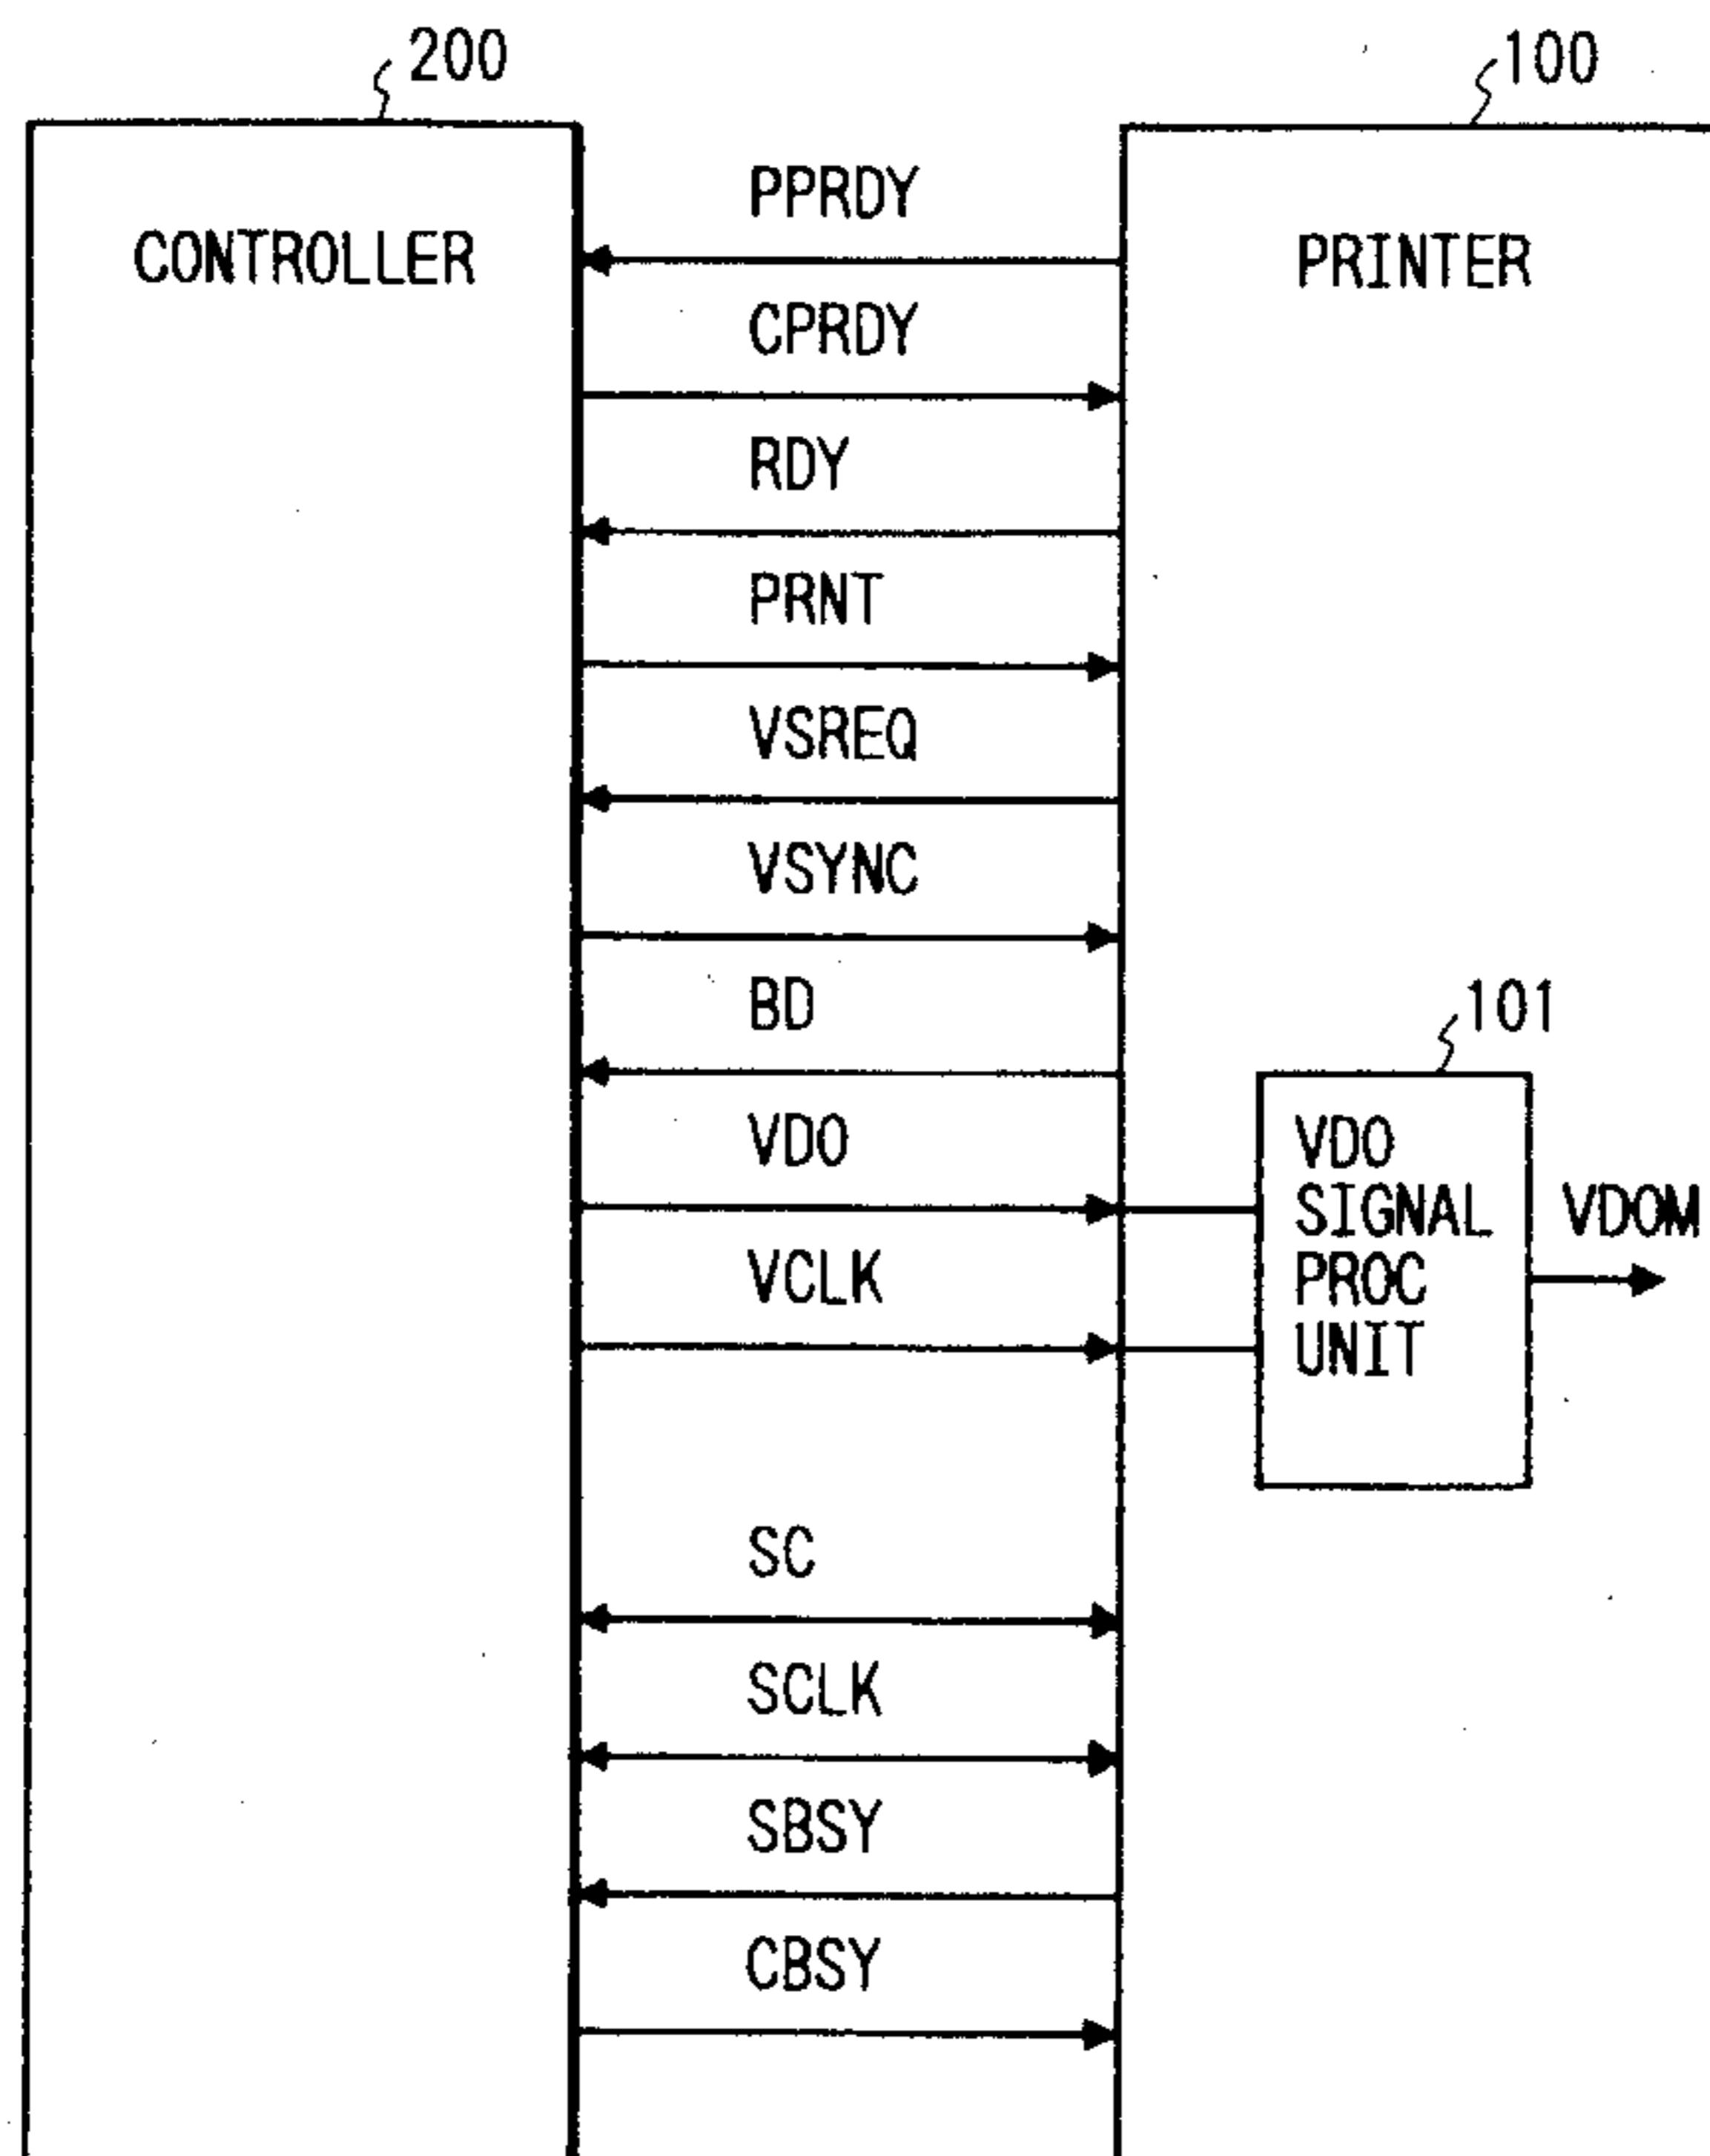 200
100
CONTROLLER
PRINTER
PPRDY
CPRDY
RDY
PRNT
VSREQ
VSYNC
BD
VDO
VCLK
101
VDO
SIGNAL
PROC
UNIT
VDOM
SC
SCLK
SBSY
CBSY